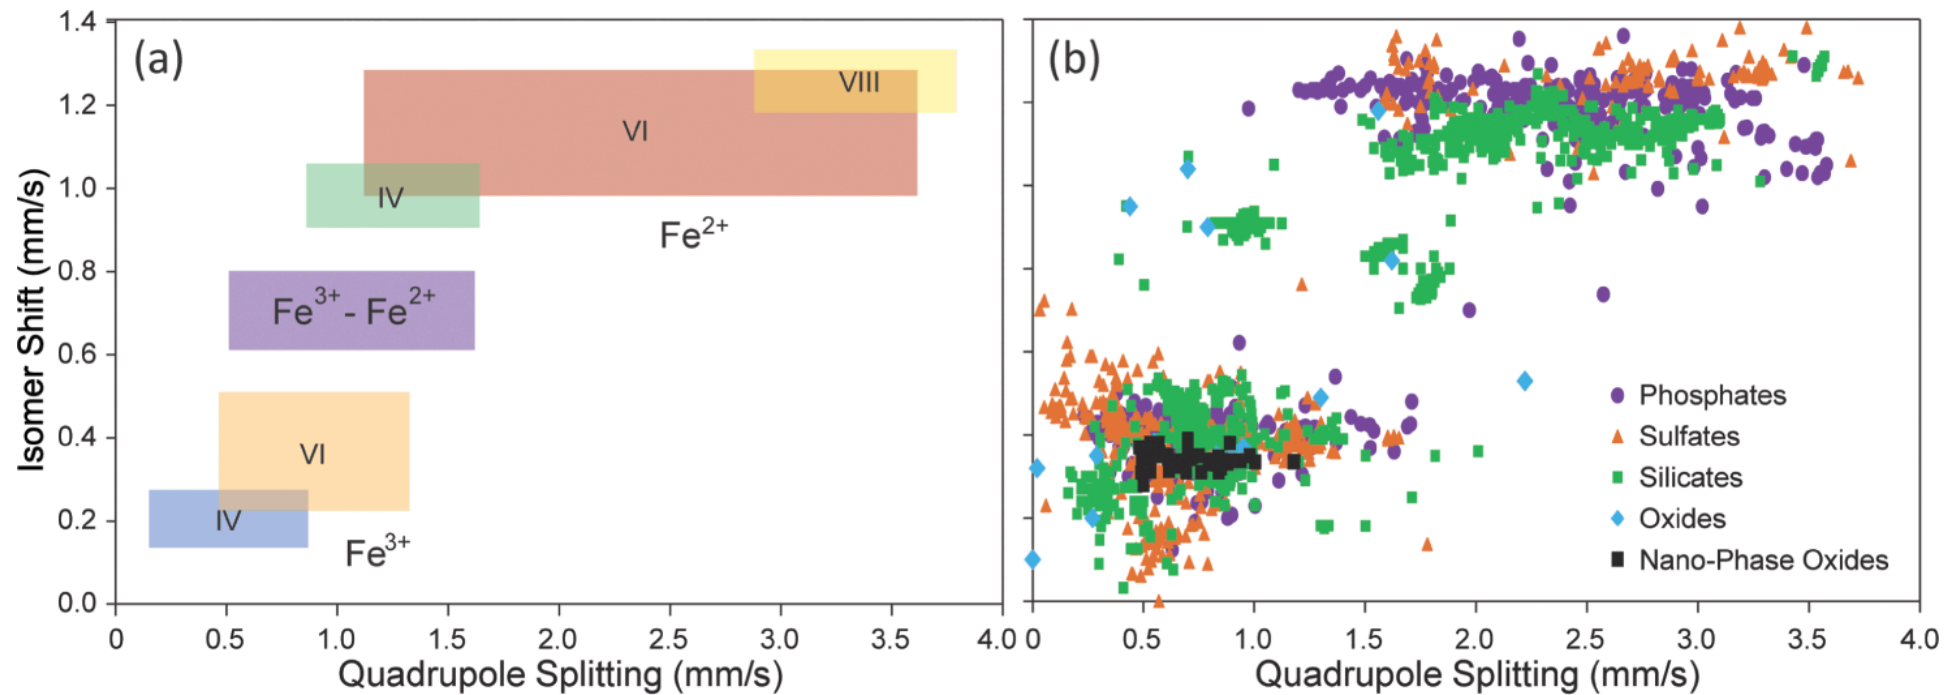 (a)
VIII
VI
IV
Fe2+
Fe3+ - Fe2+
VI
IV
Fe3+
1.4
1.2
1.0
0.8
0.6
0.4
0.2
0.0
Isomer Shift (mm/s)
0 0.5 1.0 1.5 2.0 2.5 3.0 3.5 4.0
Quadrupole Splitting (mm/s)
(b)
Phosphates
Sulfates
Silicates
Oxides
Nano-Phase Oxides
0 0.5 1.0 1.5 2.0 2.5 3.0 3.5 4.0
Quadrupole Splitting (mm/s)